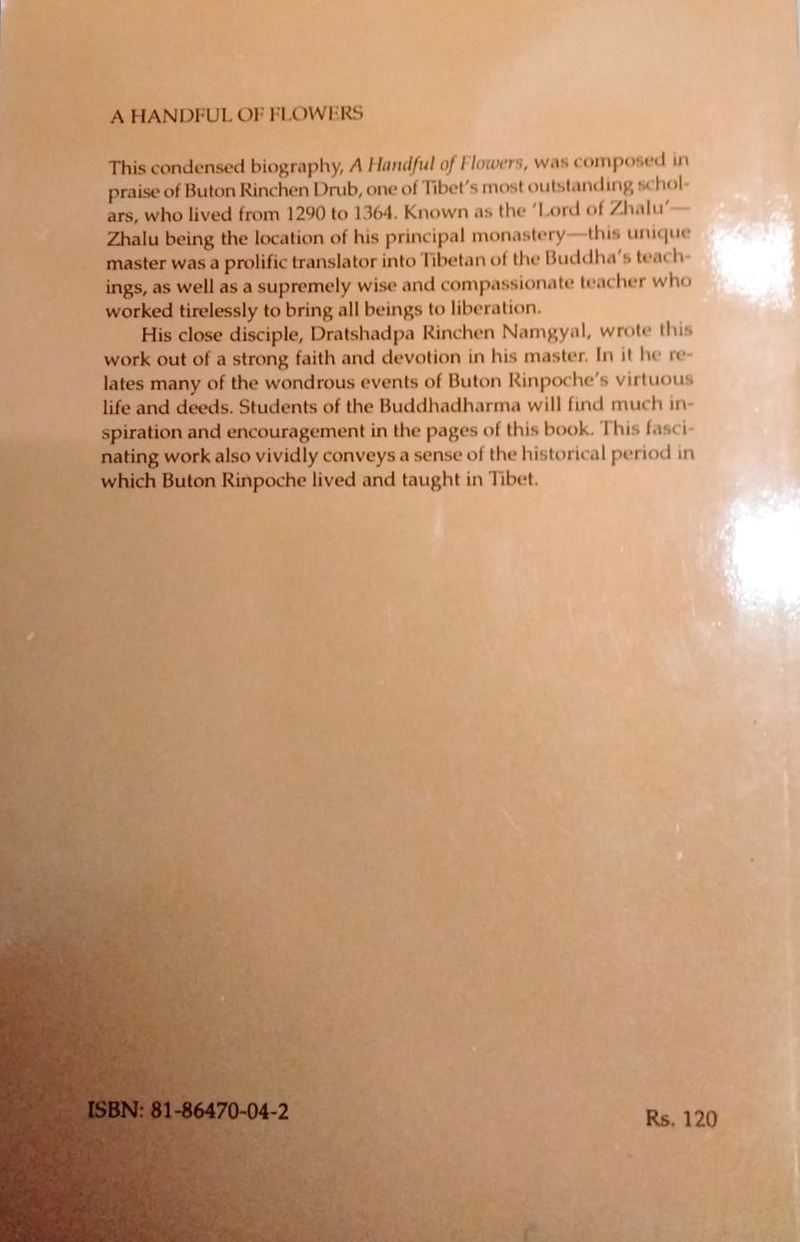 A HANDFUL OF FLOWERS
This condensed biography, A Handful of Flowers, was composed in
praise of Buton Rinchen Drub, one of Tibet's most outstanding schol-
ars, who lived from 1290 to 1364. Known as the 'Lord of Zhalu'—
Zhalu being the location of his principal monastery—this unique
master was a prolific translator into Tibetan of the Buddha's teach-
ings, as well as a supremely wise and compassionate teacher who
worked tirelessly to bring all beings to liberation.
His close disciple, Dratshadpa Rinchen Namgyal, wrote this
work out of a strong faith and devotion in his master. In it he re-
lates many of the wondrous events of Buton Rinpoche's virtuous
life and deeds. Students of the Buddhadharma will find much in-
spiration and encouragement in the pages of this book. This fasci-
nating work also vividly conveys a sense of the historical period in
which Buton Rinpoche lived and taught in Tibet.
ISBN: 81-86470-04-2
Rs. 120